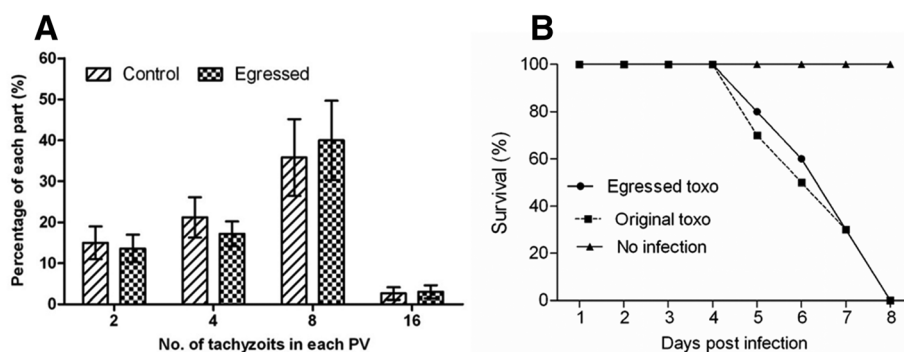 A
60
50
40
30
20
10
0
Percentage of each part (%)
Control Egressed
2 4 8 16
No. of tachyzoits in each PV
B
100
80
60
40
20
0
Survival (%)
Egressed toxo
Original toxo
No infection
1 2 3 4 5 6 7 8
Days post infection